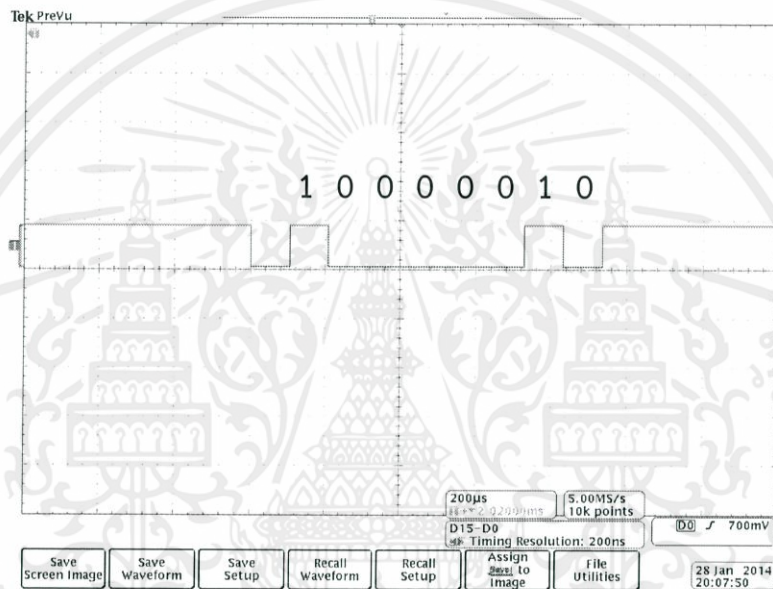 Tek PreVu
1 0 0 0 0 0 1 0
200µs
5.00MS/s
10k points
D15-D0
Timing Resolution: 200ns
D0 ƒ 700mV
Save Screen Image
Save Waveform
Save Setup
Recall Waveform
Recall Setup
Assign Save to Image
File Utilities
28 Jan 2014
20:07:50